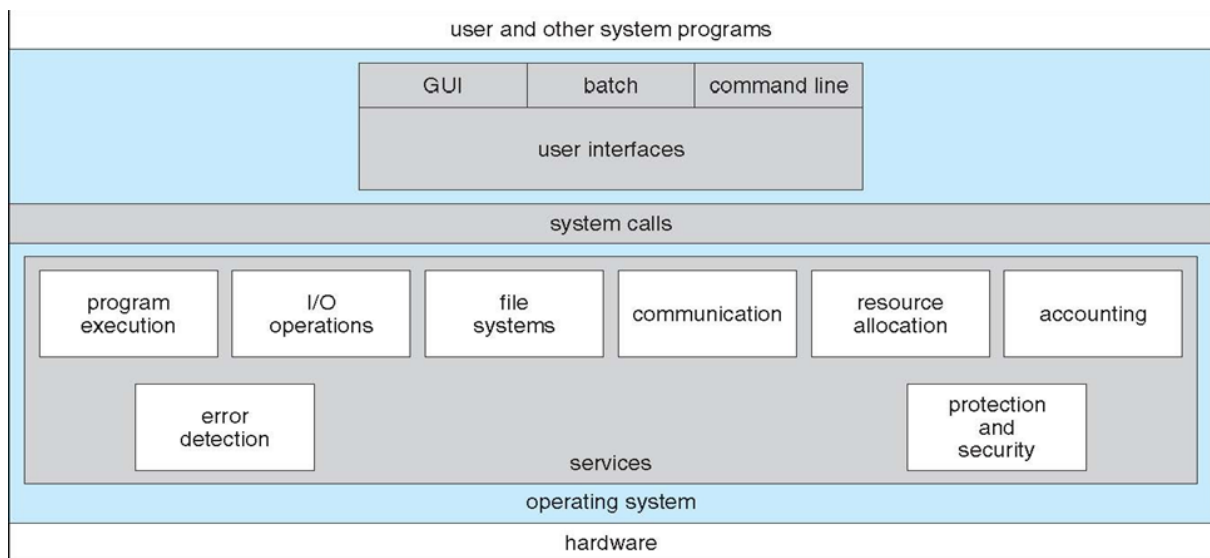 user and other system programs
GUI
batch
command line
user interfaces
system calls
program
execution
I/O
operations
file
systems
communication
resource
allocation
accounting
error
detection
protection
and
security
services
operating system
hardware